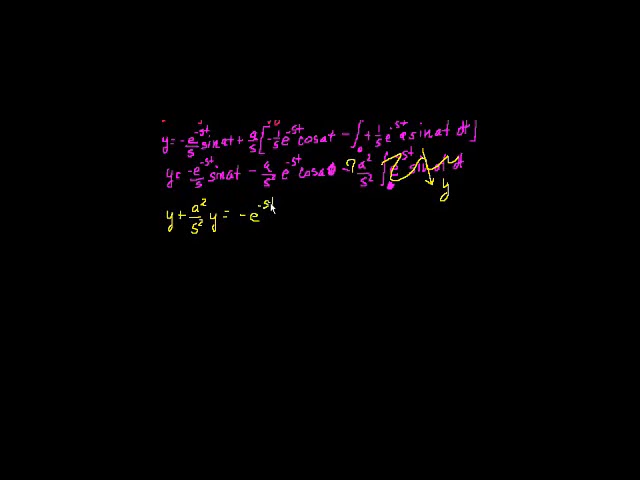 y = -e^{-st}/s sin at + a/s [ -1/s e^{-st} cos at - ∫ + 1/s e^{-st} a sin at dt ]
y = -e^{-st}/s sin at - a/s² e^{-st} cos a - a²/s² ∫ e^{-st} sin at dt
y
y + a²/s² y = -e^{-st}